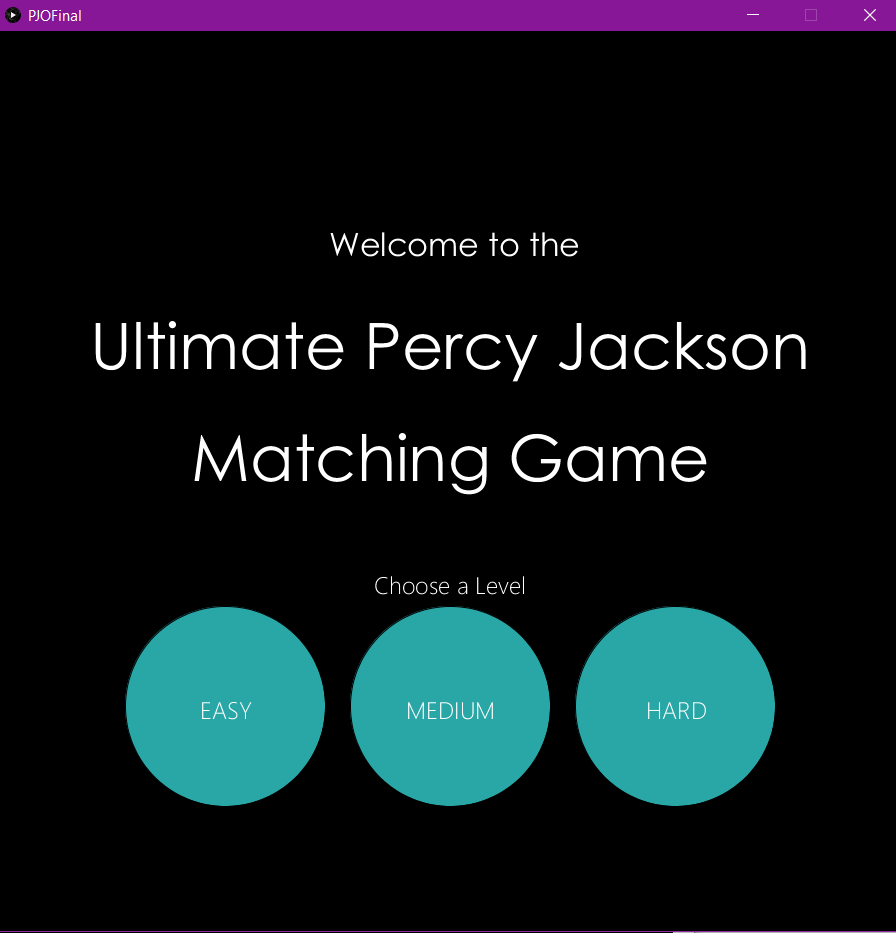 PJOFinal
Welcome to the
Ultimate Percy Jackson
Matching Game
Choose a Level
EASY MEDIUM HARD